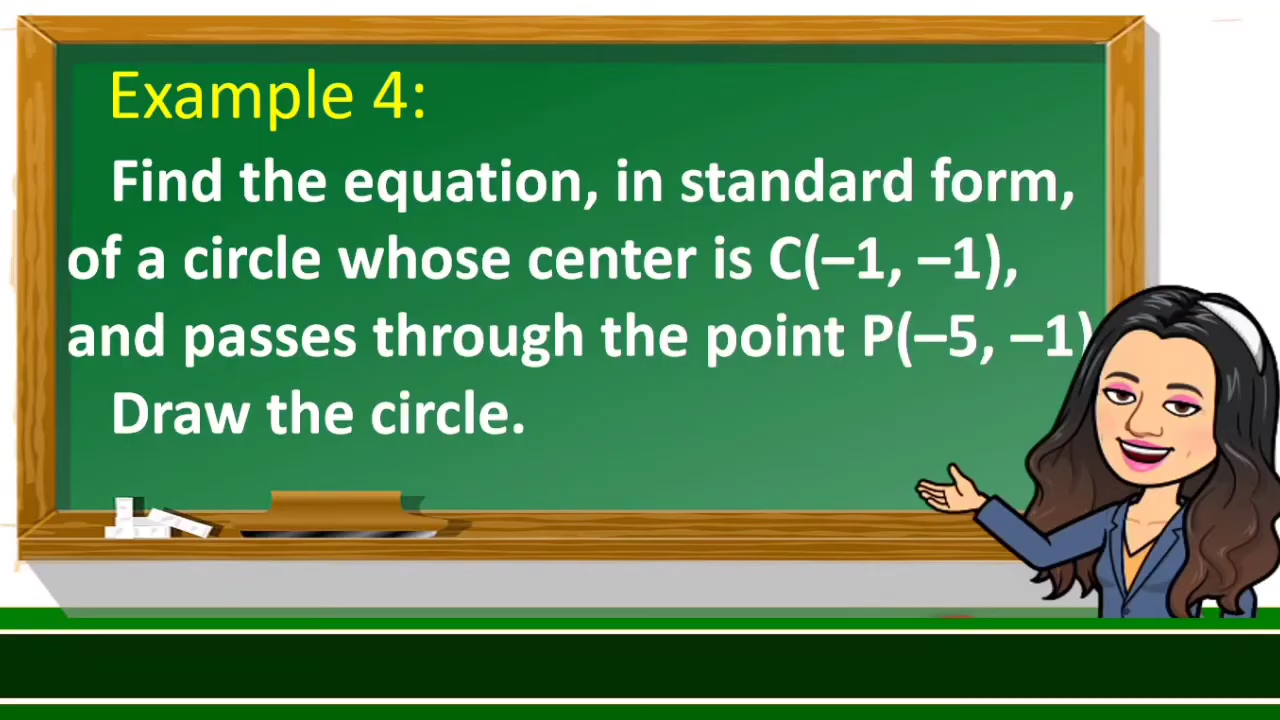 Example 4:
Find the equation, in standard form,
of a circle whose center is C(–1, –1),
and passes through the point P(–5, –1)
Draw the circle.